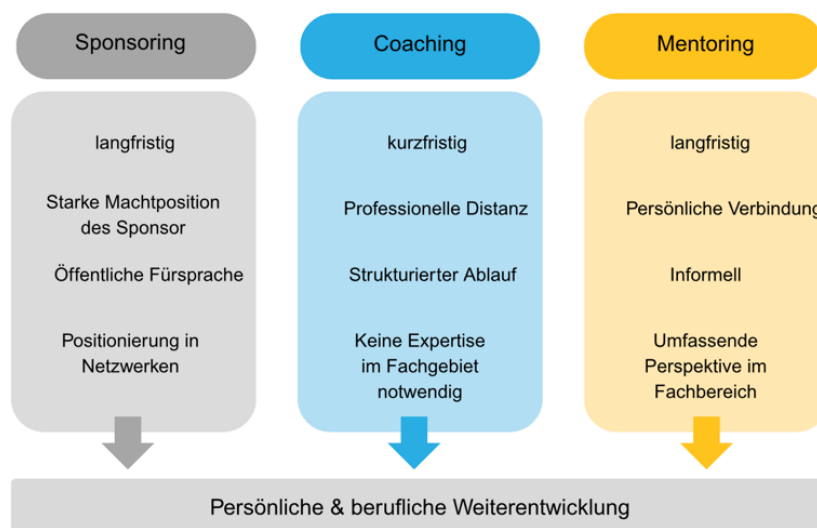 Sponsoring
langfristig
Starke Machtposition
des Sponsor
Öffentliche Fürsprache
Positionierung in
Netzwerken
Coaching
kurzfristig
Professionelle Distanz
Strukturierter Ablauf
Keine Expertise
im Fachgebiet
notwendig
Mentoring
langfristig
Persönliche Verbindung
Informell
Umfassende
Perspektive im
Fachbereich
Persönliche & berufliche Weiterentwicklung